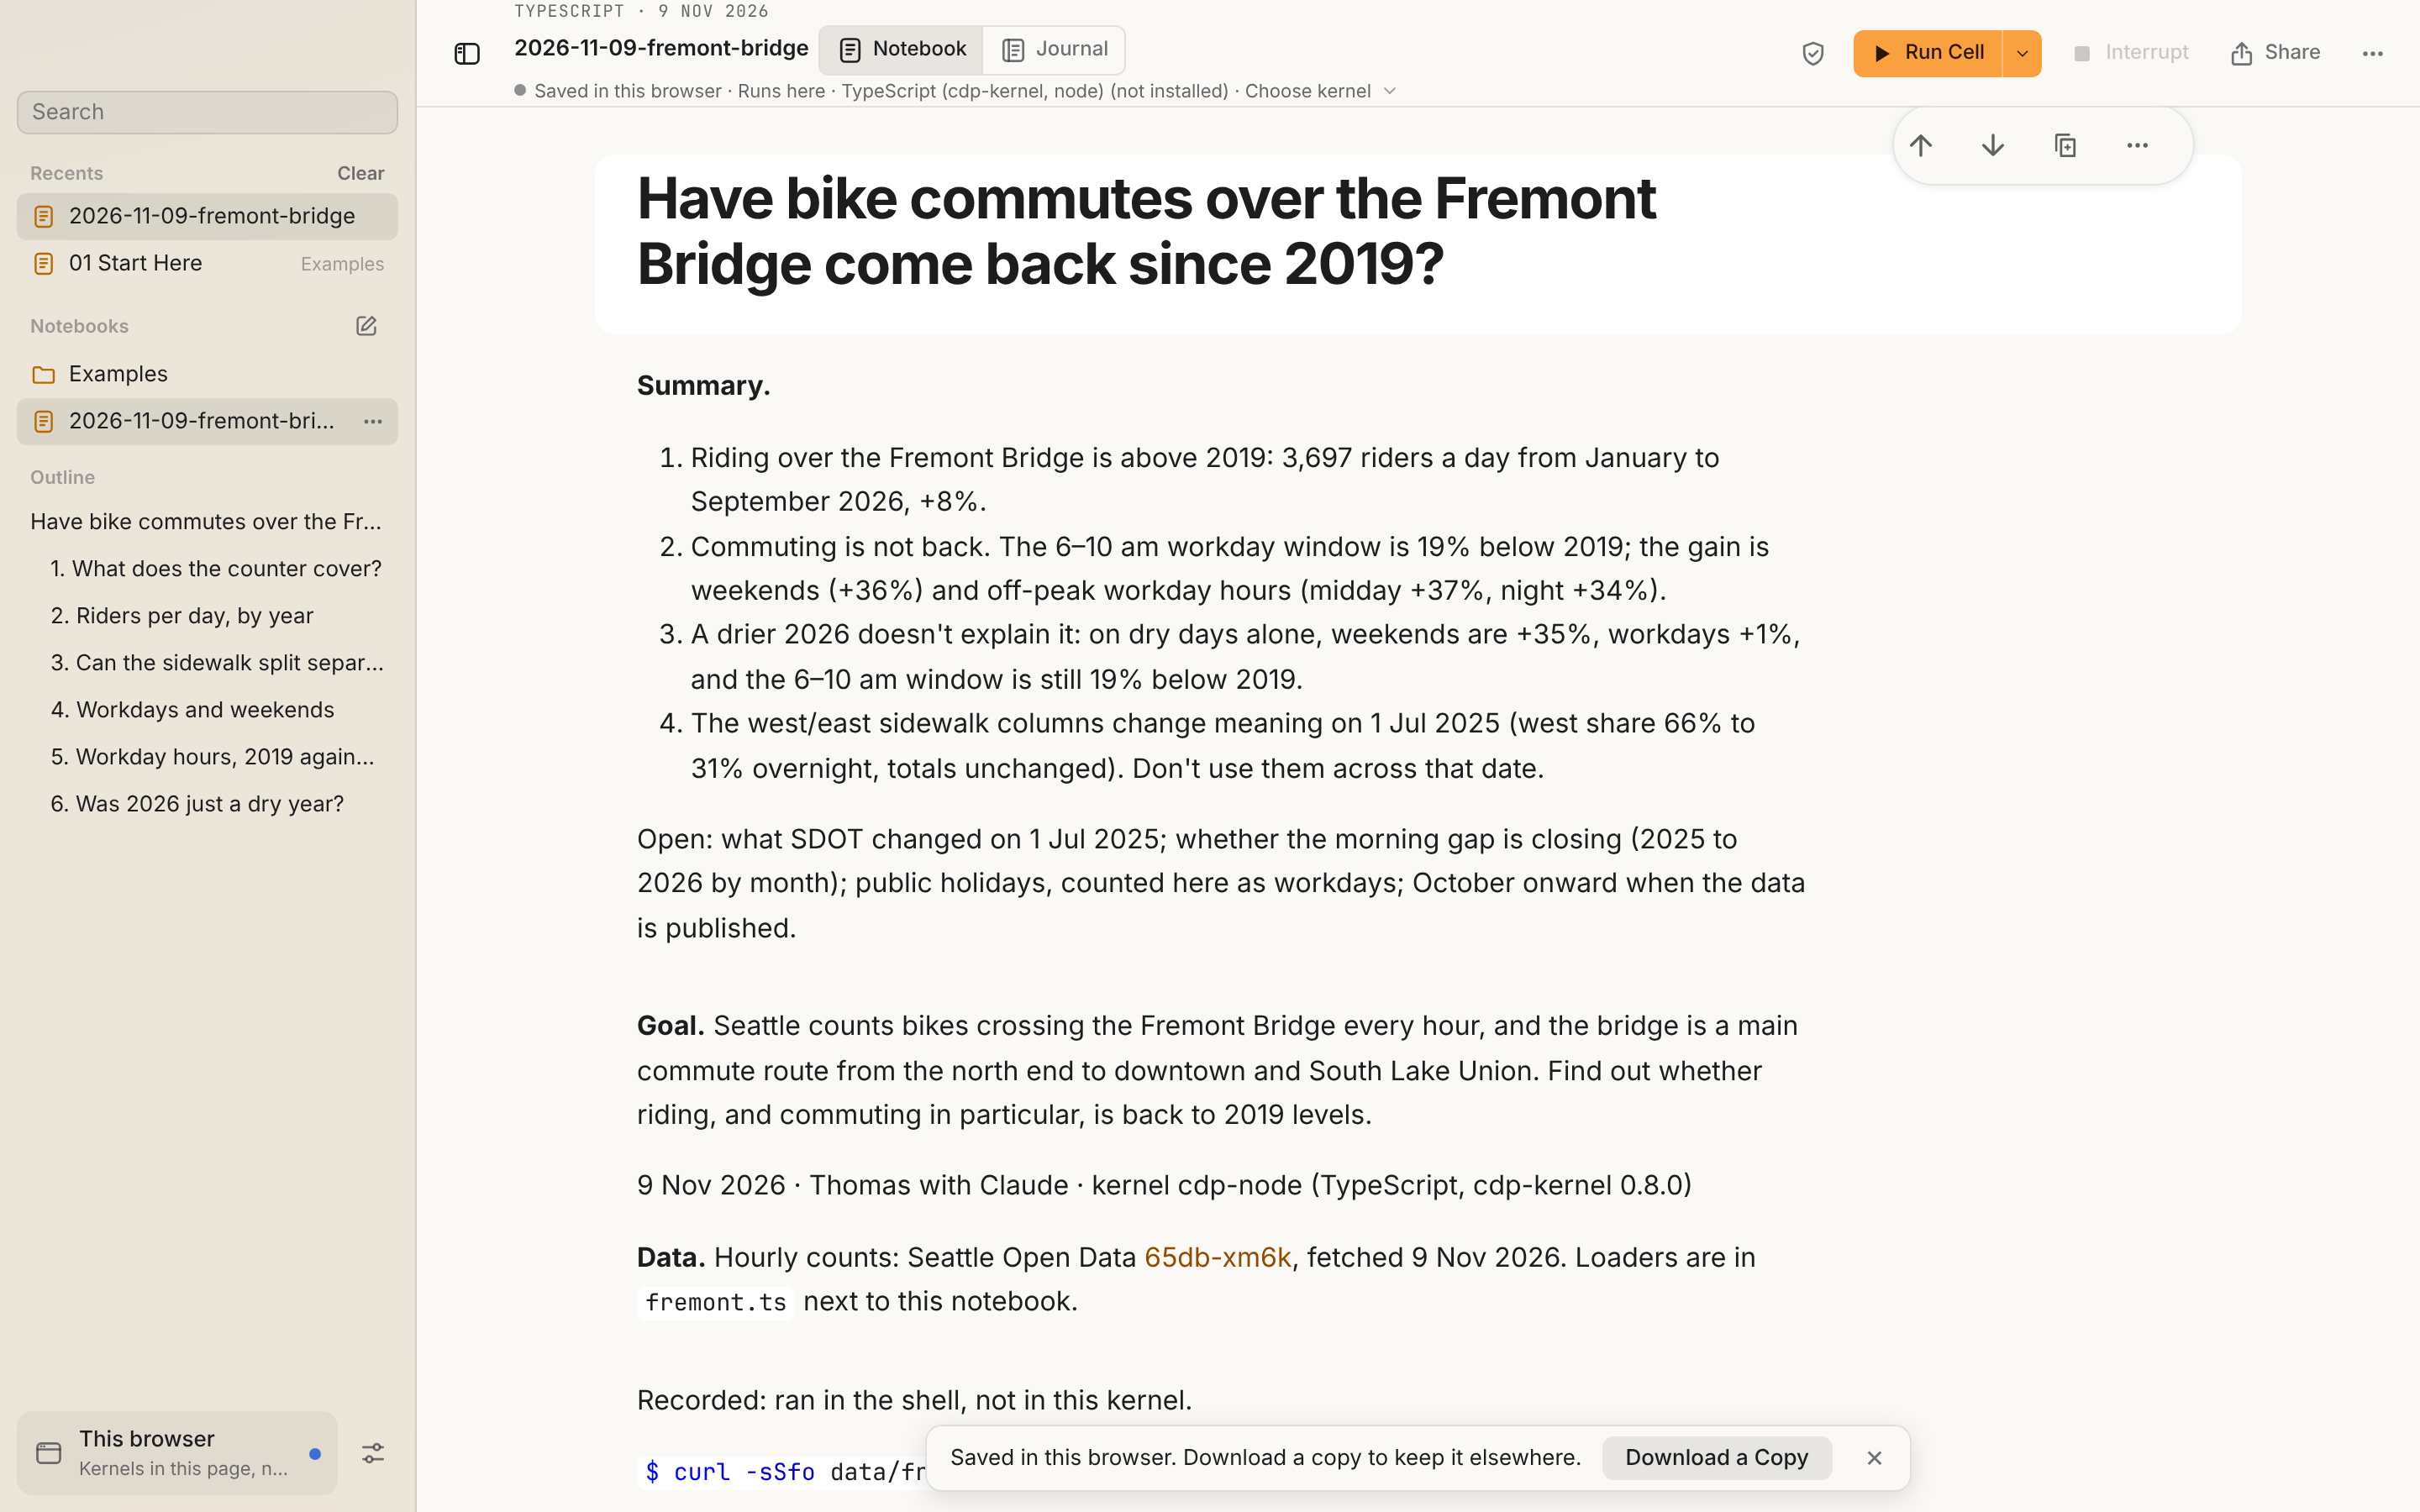 Search
Recents
Clear
2026-11-09-fremont-bridge
01 Start Here
Examples
Notebooks
Examples
2026-11-09-fremont-bri...
Outline
Have bike commutes over the Fr...
1. What does the counter cover?
2. Riders per day, by year
3. Can the sidewalk split separ...
4. Workdays and weekends
5. Workday hours, 2019 again...
6. Was 2026 just a dry year?
This browser
Kernels in this page, n...
TYPESCRIPT · 9 NOV 2026
2026-11-09-fremont-bridge
Notebook
Journal
Saved in this browser · Runs here · TypeScript (cdp-kernel, node) (not installed) · Choose kernel
Run Cell
Interrupt
Share
Have bike commutes over the Fremont
Bridge come back since 2019?
Summary.
1. Riding over the Fremont Bridge is above 2019: 3,697 riders a day from January to
September 2026, +8%.
2. Commuting is not back. The 6–10 am workday window is 19% below 2019; the gain is
weekends (+36%) and off-peak workday hours (midday +37%, night +34%).
3. A drier 2026 doesn't explain it: on dry days alone, weekends are +35%, workdays +1%,
and the 6–10 am window is still 19% below 2019.
4. The west/east sidewalk columns change meaning on 1 Jul 2025 (west share 66% to
31% overnight, totals unchanged). Don't use them across that date.
Open: what SDOT changed on 1 Jul 2025; whether the morning gap is closing (2025 to
2026 by month); public holidays, counted here as workdays; October onward when the data
is published.
Goal. Seattle counts bikes crossing the Fremont Bridge every hour, and the bridge is a main
commute route from the north end to downtown and South Lake Union. Find out whether
riding, and commuting in particular, is back to 2019 levels.
9 Nov 2026 · Thomas with Claude · kernel cdp-node (TypeScript, cdp-kernel 0.8.0)
Data. Hourly counts: Seattle Open Data 65db-xm6k, fetched 9 Nov 2026. Loaders are in
fremont.ts next to this notebook.
Recorded: ran in the shell, not in this kernel.
$ curl -sSfo data/fr
Saved in this browser. Download a copy to keep it elsewhere.
Download a Copy